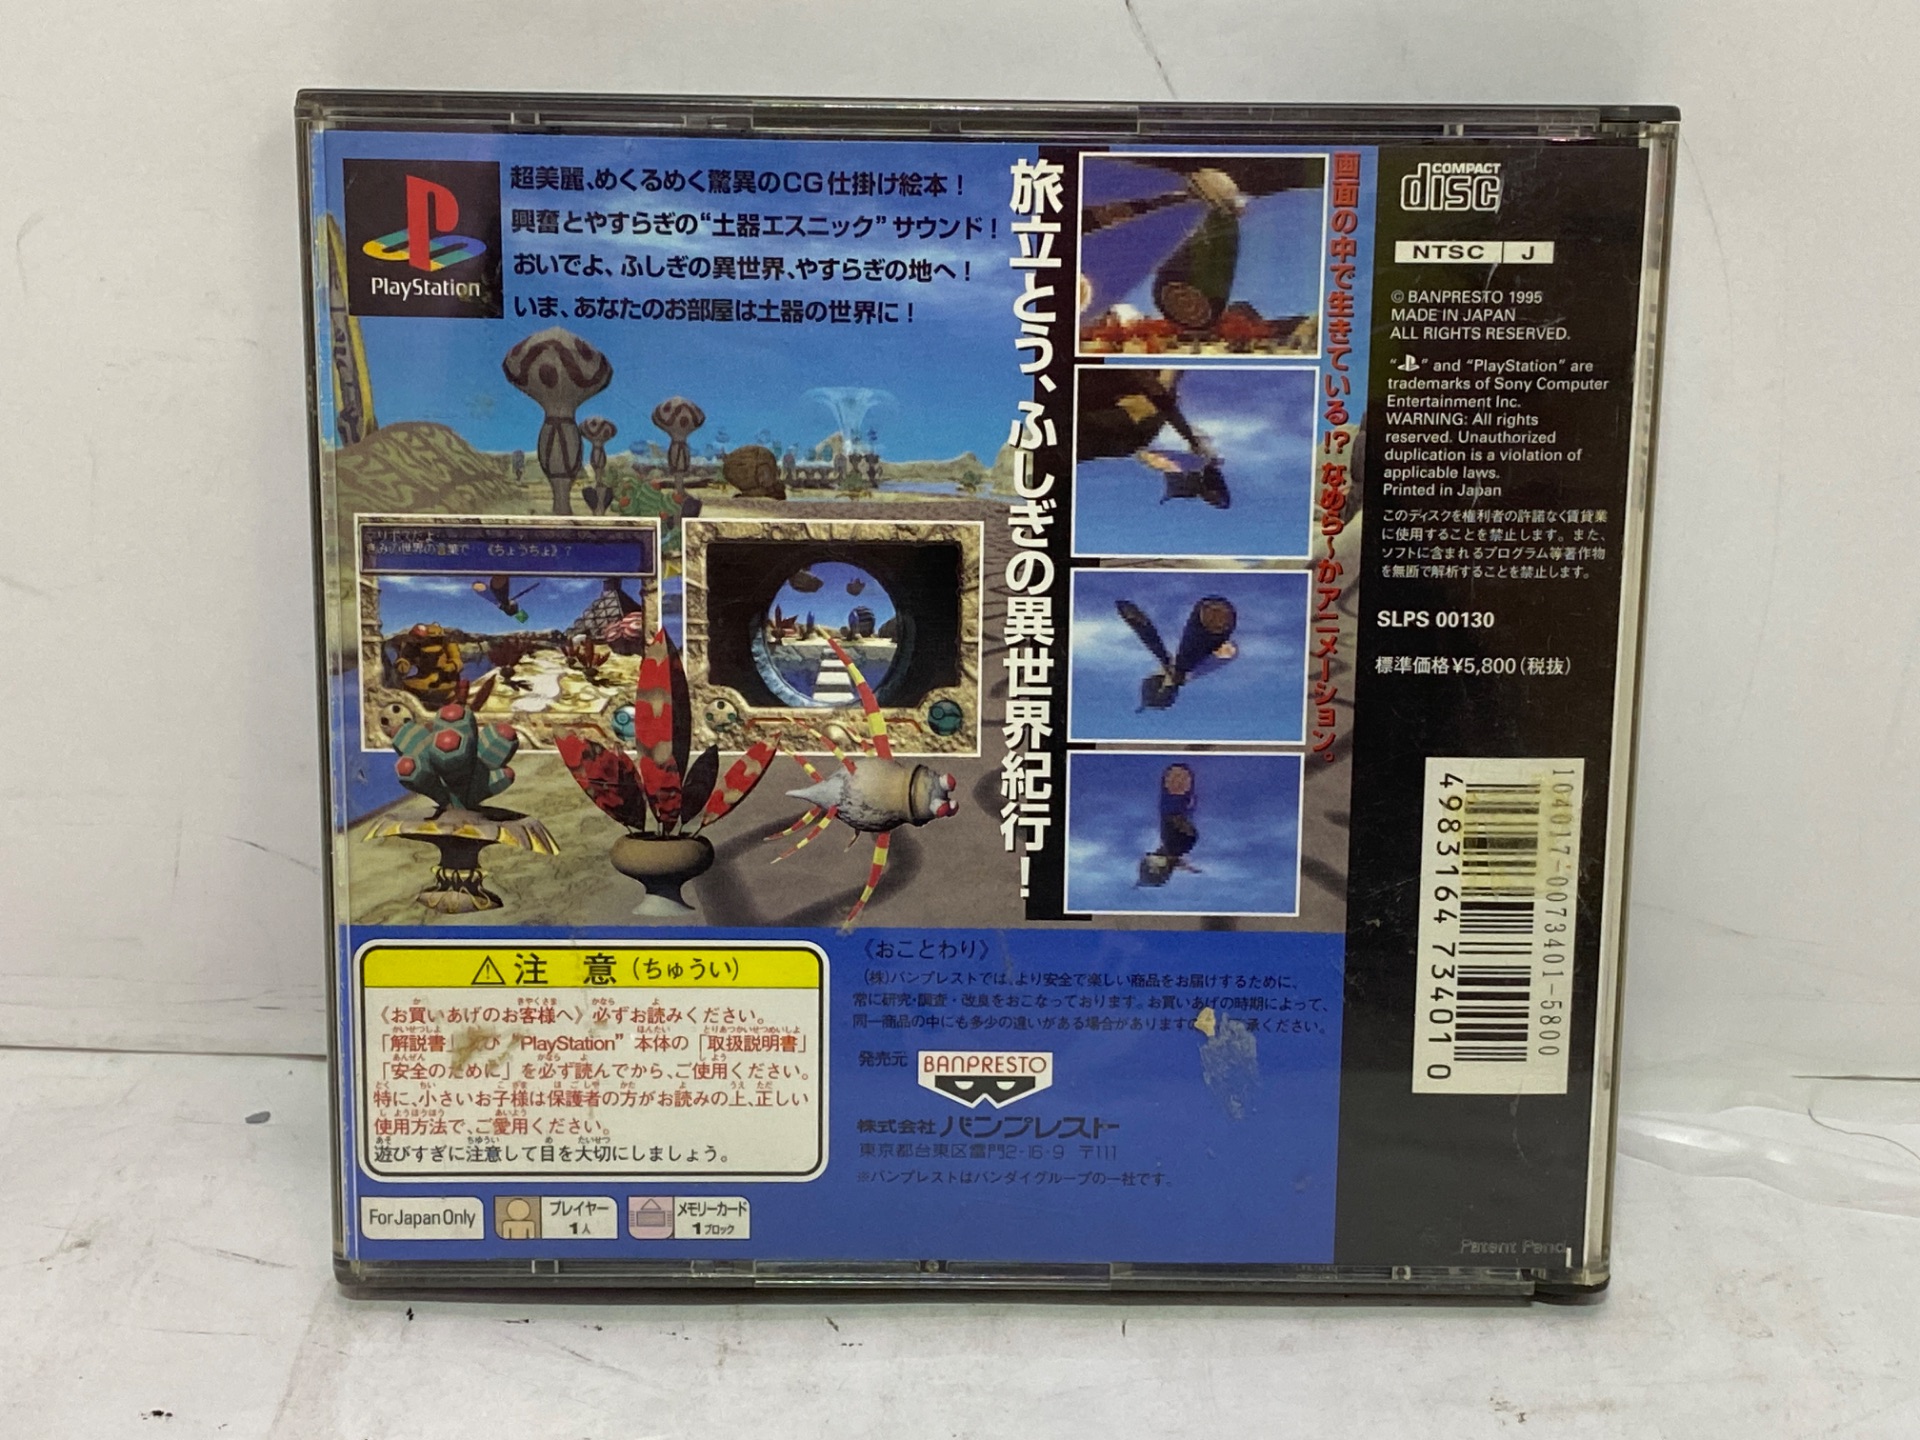 PlayStation
超美麗、めくるめく驚異のCG仕掛け絵本!
興奮とやすらぎの“土器エスニック”サウンド!
おいでよ、ふしぎの異世界、やすらぎの地へ!
いま、あなたのお部屋は土器の世界に!
旅立とう、ふしぎの異世界紀行!
画面の中で生きている!?なめら〜かアニメーション。
きみの世界の言葉で 《ちょうちょ》?
COMPACT
disc
NTSC J
© BANPRESTO 1995
MADE IN JAPAN
ALL RIGHTS RESERVED.
“ ” and “PlayStation” are
trademarks of Sony Computer
Entertainment Inc.
WARNING: All rights
reserved. Unauthorized
duplication is a violation of
applicable laws.
Printed in Japan
このディスクを権利者の許諾なく賃貸業
に使用することを禁止します。また、
ソフトに含まれるプログラム等著作物
を無断で解析することを禁止します。
SLPS 00130
標準価格¥5,800(税抜)
104017-0073401-5800
4983164734010
⚠注 意(ちゅうい)
《お買いあげのお客様へ》必ずお読みください。
「解説書」 び“PlayStation”本体の「取扱説明書」
「安全のために」を必ず読んでから、ご使用ください。
特に、小さいお子様は保護者の方がお読みの上、正しい
使用方法で、ご愛用ください。
遊びすぎに注意して目を大切にしましょう。
For Japan Only
プレイヤー
1人
メモリーカード
1ブロック
《おことわり》
(株)バンプレストでは、より安全で楽しい商品をお届けするために、
常に研究・調査・改良をおこなっております。お買いあげの時期によって、
同一商品の中にも多少の違いがある場合がありますの 承ください。
発売元
BANPRESTO
株式会社 バンプレスト
東京都台東区雷門2-16-9 〒111
※バンプレストはバンダイグループの一社です。
Patent Pend